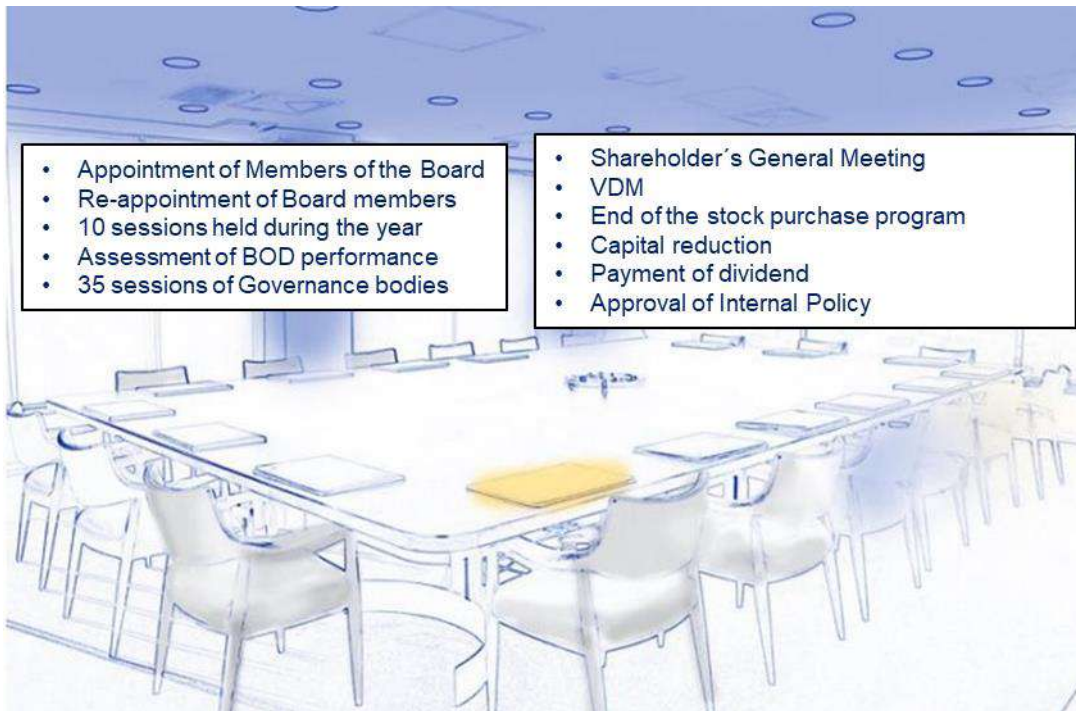 • Appointment of Members of the Board
• Re-appointment of Board members
• 10 sessions held during the year
• Assessment of BOD performance
• 35 sessions of Governance bodies
• Shareholder´s General Meeting
• VDM
• End of the stock purchase program
• Capital reduction
• Payment of dividend
• Approval of Internal Policy